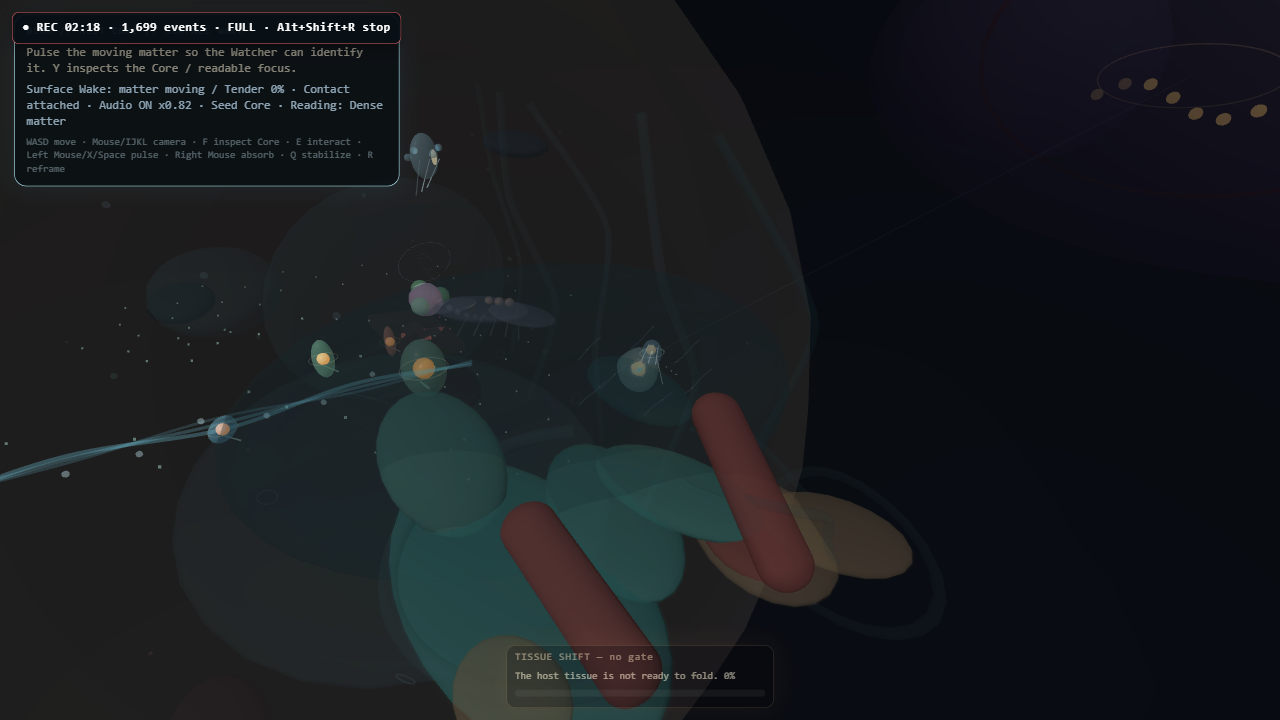 ● REC 02:18 · 1,699 events · FULL · Alt+Shift+R stop
Pulse the moving matter so the Watcher can identify
it. Y inspects the Core / readable focus.
Surface Wake: matter moving / Tender 0% · Contact
attached · Audio ON x0.82 · Seed Core · Reading: Dense
matter
WASD move · Mouse/IJKL camera · F inspect Core · E interact ·
Left Mouse/X/Space pulse · Right Mouse absorb · Q stabilize · R
reframe
TISSUE SHIFT — no gate
The host tissue is not ready to fold. 0%